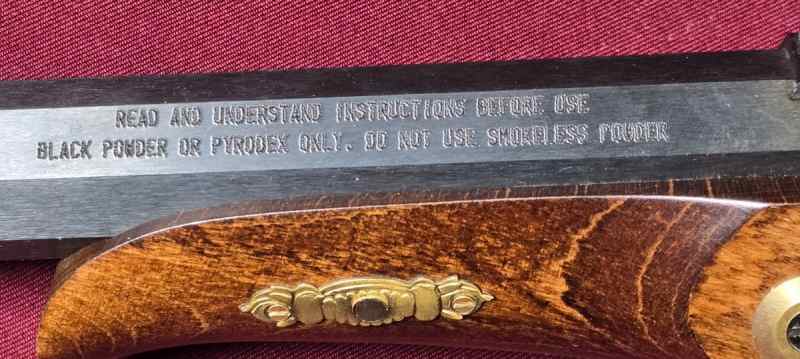 READ AND UNDERSTAND INSTRUCTIONS BEFORE USE
BLACK POWDER OR PYRODEX ONLY. DO NOT USE SMOKELESS POWDER